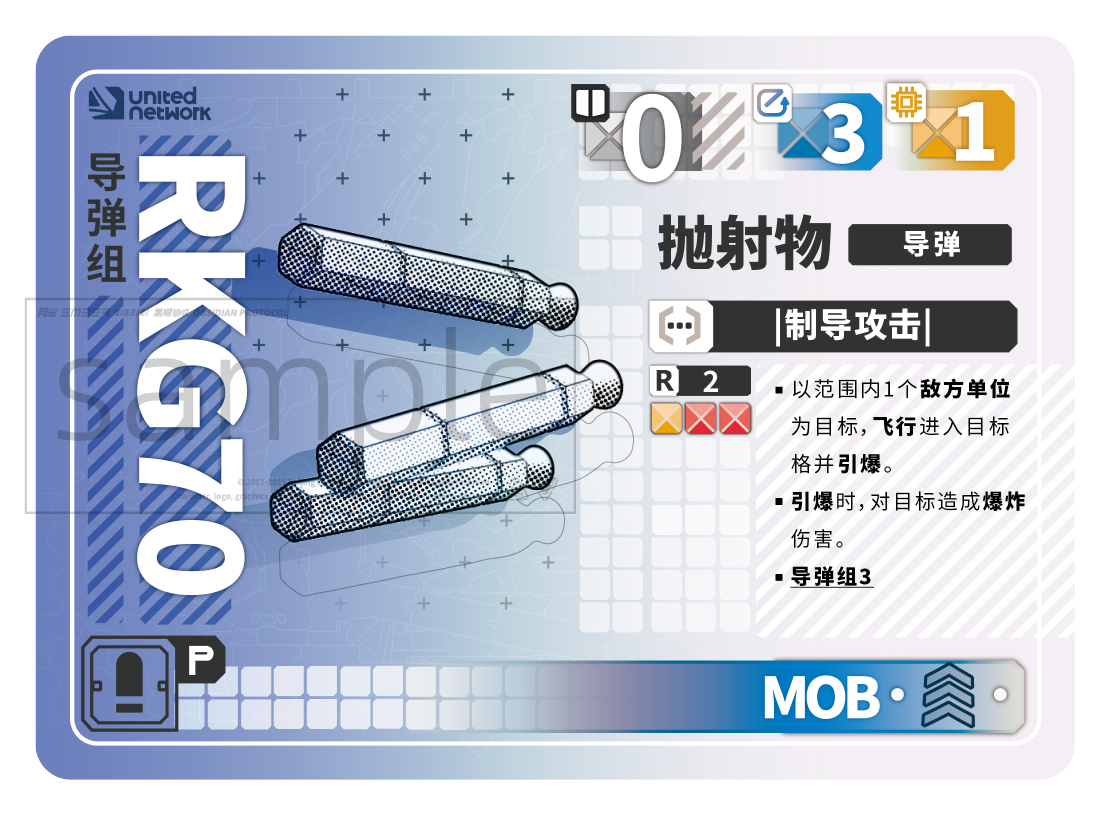 UNITED
NETWORK
导弹组
RKG70
0
3
1
抛射物
导弹
|制导攻击|
R 2
▪ 以范围内1个敌方单位
为目标，飞行进入目标
格并引爆。
▪ 引爆时，对目标造成爆炸
伤害。
▪ 导弹组3
sample
OBSIDIAN PROTOCOL
P
MOB